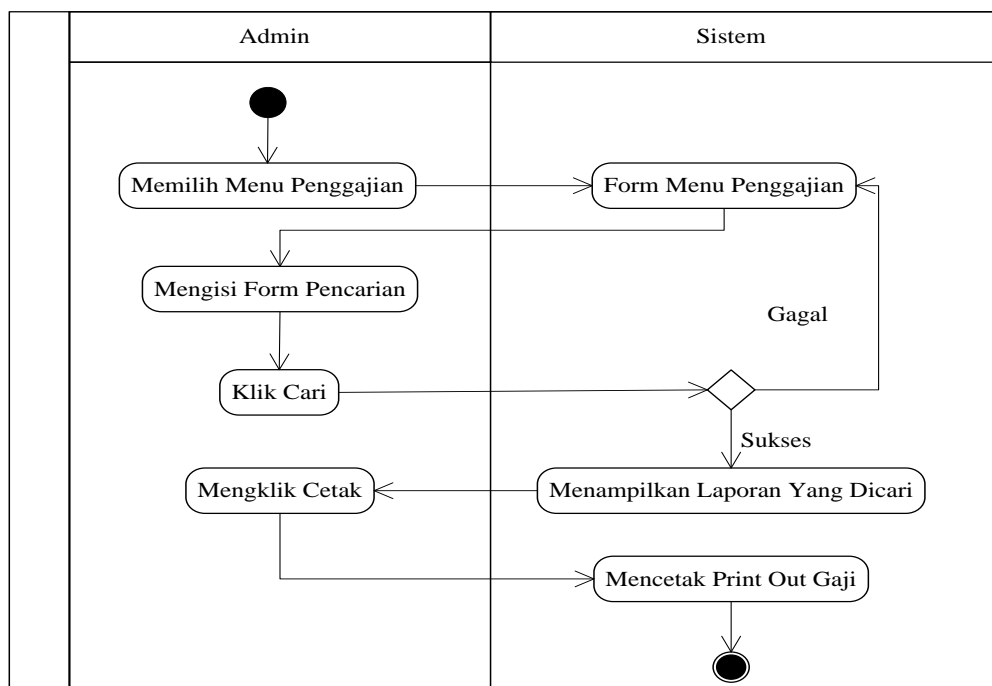 Admin
Sistem
Memilih Menu Penggajian
Form Menu Penggajian
Mengisi Form Pencarian
Gagal
Klik Cari
Sukses
Mengklik Cetak
Menampilkan Laporan Yang Dicari
Mencetak Print Out Gaji